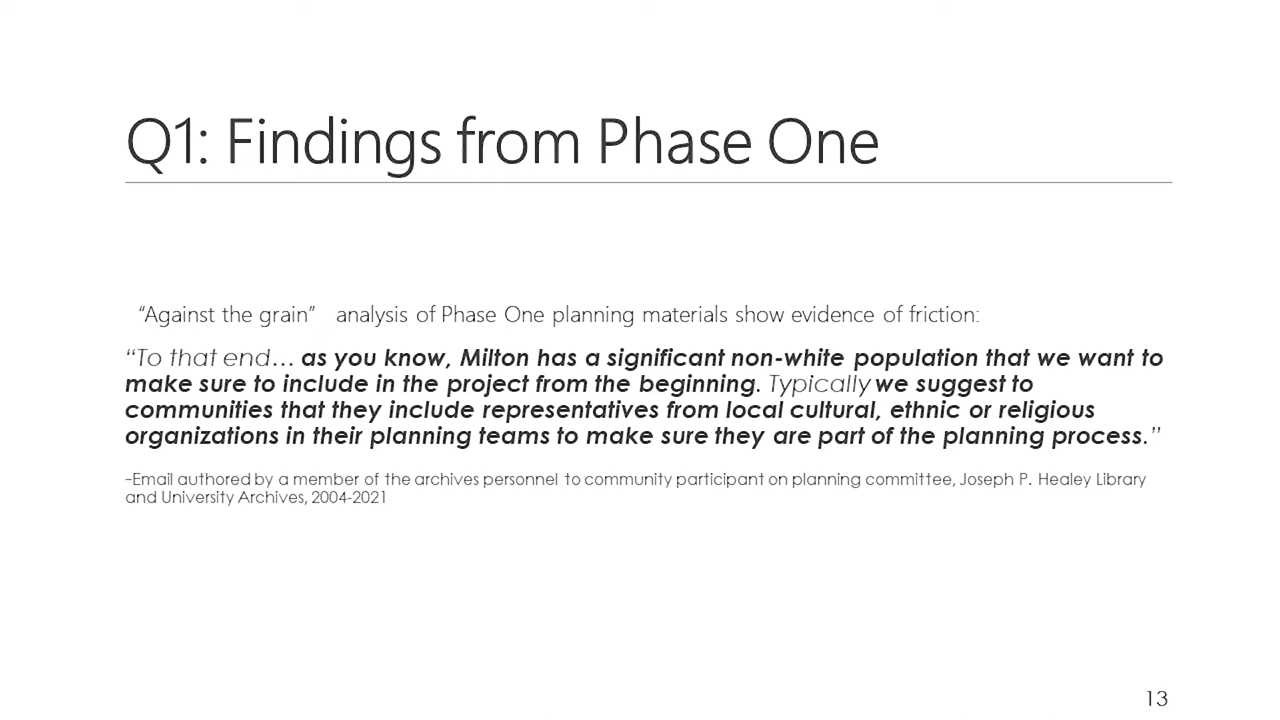 Q1: Findings from Phase One
“Against the grain” analysis of Phase One planning materials show evidence of friction:
“To that end… as you know, Milton has a significant non-white population that we want to
make sure to include in the project from the beginning. Typically we suggest to
communities that they include representatives from local cultural, ethnic or religious
organizations in their planning teams to make sure they are part of the planning process.”
-Email authored by a member of the archives personnel to community participant on planning committee, Joseph P. Healey Library
and University Archives, 2004-2021
13